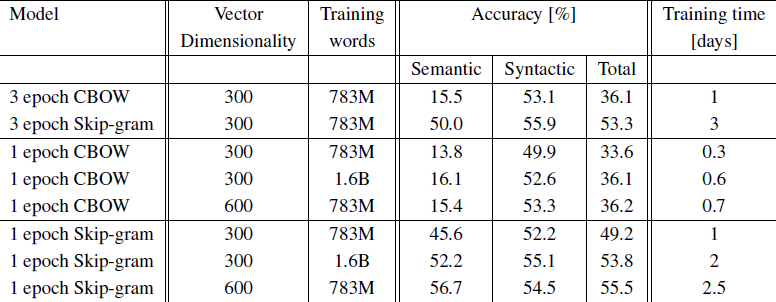 Model Vector Training Accuracy [%] Training time
Dimensionality words [days]
Semantic Syntactic Total
3 epoch CBOW 300 783M 15.5 53.1 36.1 1
3 epoch Skip-gram 300 783M 50.0 55.9 53.3 3
1 epoch CBOW 300 783M 13.8 49.9 33.6 0.3
1 epoch CBOW 300 1.6B 16.1 52.6 36.1 0.6
1 epoch CBOW 600 783M 15.4 53.3 36.2 0.7
1 epoch Skip-gram 300 783M 45.6 52.2 49.2 1
1 epoch Skip-gram 300 1.6B 52.2 55.1 53.8 2
1 epoch Skip-gram 600 783M 56.7 54.5 55.5 2.5